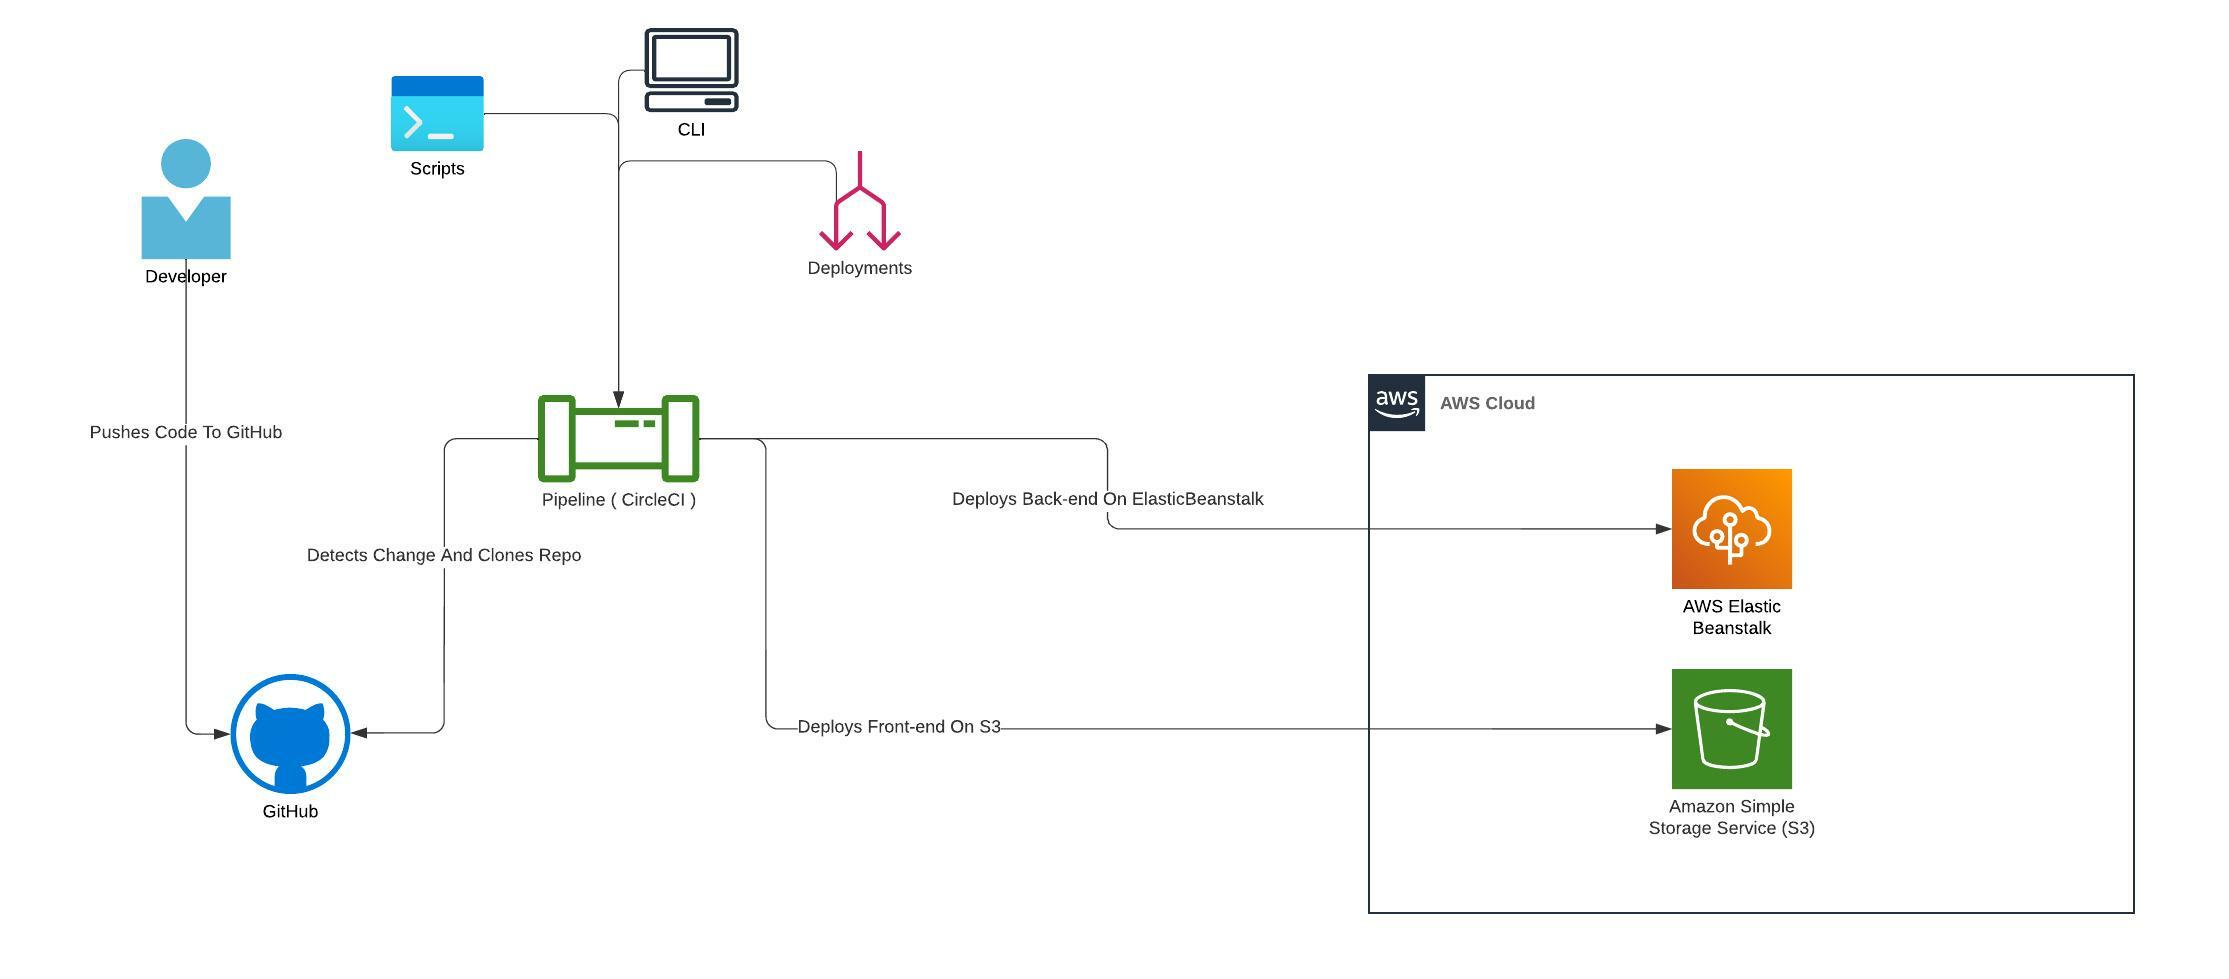 CLI
Scripts
Developer
Deployments
Pushes Code To GitHub
Pipeline ( CircleCI )
Detects Change And Clones Repo
GitHub
Deploys Back-end On ElasticBeanstalk
Deploys Front-end On S3
aws
AWS Cloud
AWS Elastic
Beanstalk
Amazon Simple
Storage Service (S3)